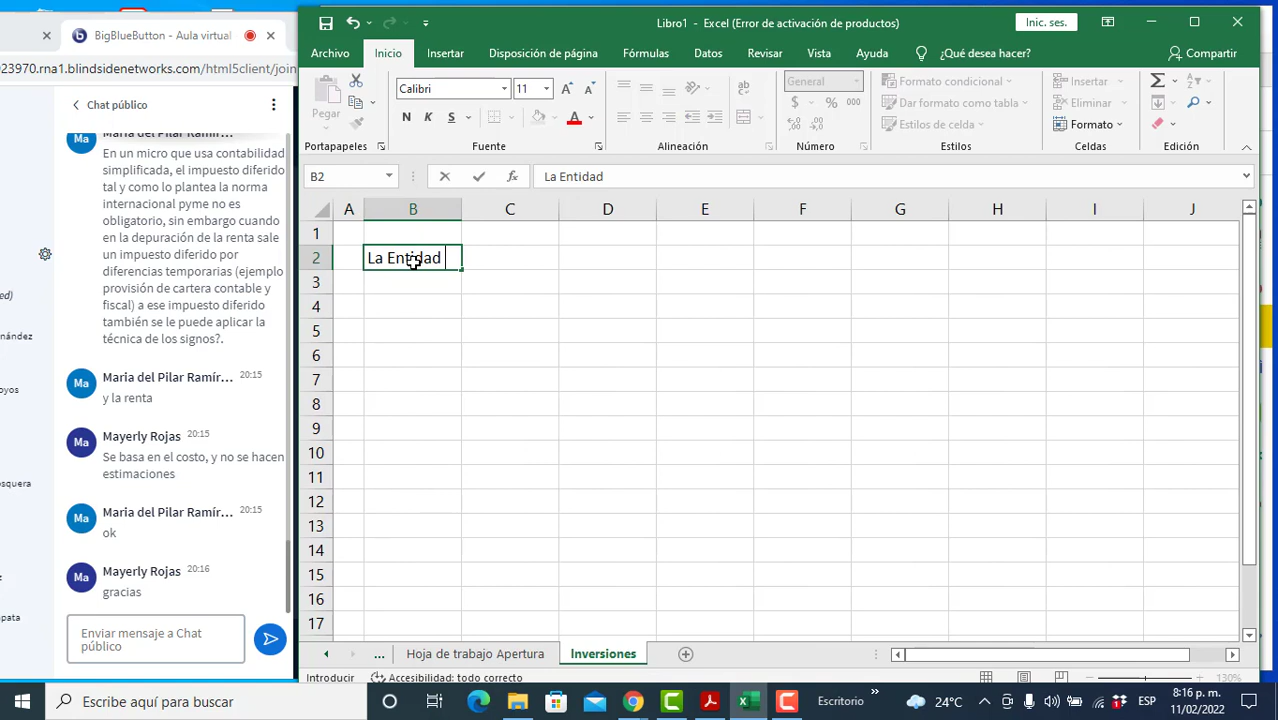 BigBlueButton - Aula virtual
023970.rna1.blindsidenetworks.com/html5client/join
Chat público
Maria del Pilar Ramír...
Ma
En un micro que usa contabilidad
simplificada, el impuesto diferido
tal y como lo plantea la norma
internacional pyme no es
obligatorio, sin embargo cuando
en la depuración de la renta sale
un impuesto diferido por
diferencias temporarias (ejemplo
provisión de cartera contable y
fiscal) a ese impuesto diferido
también se le puede aplicar la
técnica de los signos?.
Ma
Maria del Pilar Ramír... 20:15
y la renta
Ma
Mayerly Rojas 20:15
Se basa en el costo, y no se hacen
estimaciones
Ma
Maria del Pilar Ramír... 20:15
ok
Ma
Mayerly Rojas 20:16
gracias
Enviar mensaje a Chat
público
Libro1 - Excel (Error de activación de productos)
Inic. ses.
Archivo Inicio Insertar Disposición de página Fórmulas Datos Revisar Vista Ayuda ¿Qué desea hacer? Compartir
Pegar
Calibri 11
N K S
General
$ % 000
Formato condicional
Dar formato como tabla
Estilos de celda
Insertar
Eliminar
Formato
Portapapeles Fuente Alineación Número Estilos Celdas Edición
B2 fx La Entidad
A B C D E F G H I J
1
2 La Entidad
3
4
5
6
7
8
9
10
11
12
13
14
15
16
17
... Hoja de trabajo Apertura Inversiones
Introducir Accesibilidad: todo correcto 130%
Escribe aquí para buscar
Escritorio
24°C
ESP
8:16 p. m.
11/02/2022